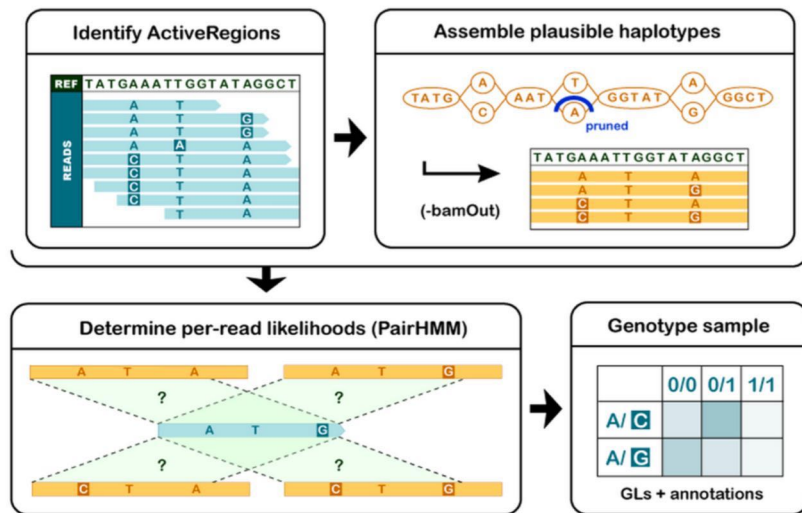 Identify ActiveRegions
REF TATGAAATTGGTATAGGCT
READS
A T
A T G
A T G
A A A
C T A
C T A
C T A
C T A
T A
Assemble plausible haplotypes
A T A
TATG AAT GGTAT GGCT
C A G
pruned
(-bamOut)
TATGAAATTGGTATAGGCT
A T A
A T G
C T A
C T G
Determine per-read likelihoods (PairHMM)
A T A A T G
? ?
A T G
? ?
C T A C T G
Genotype sample
0/0 0/1 1/1
A/ C
A/ G
GLs + annotations